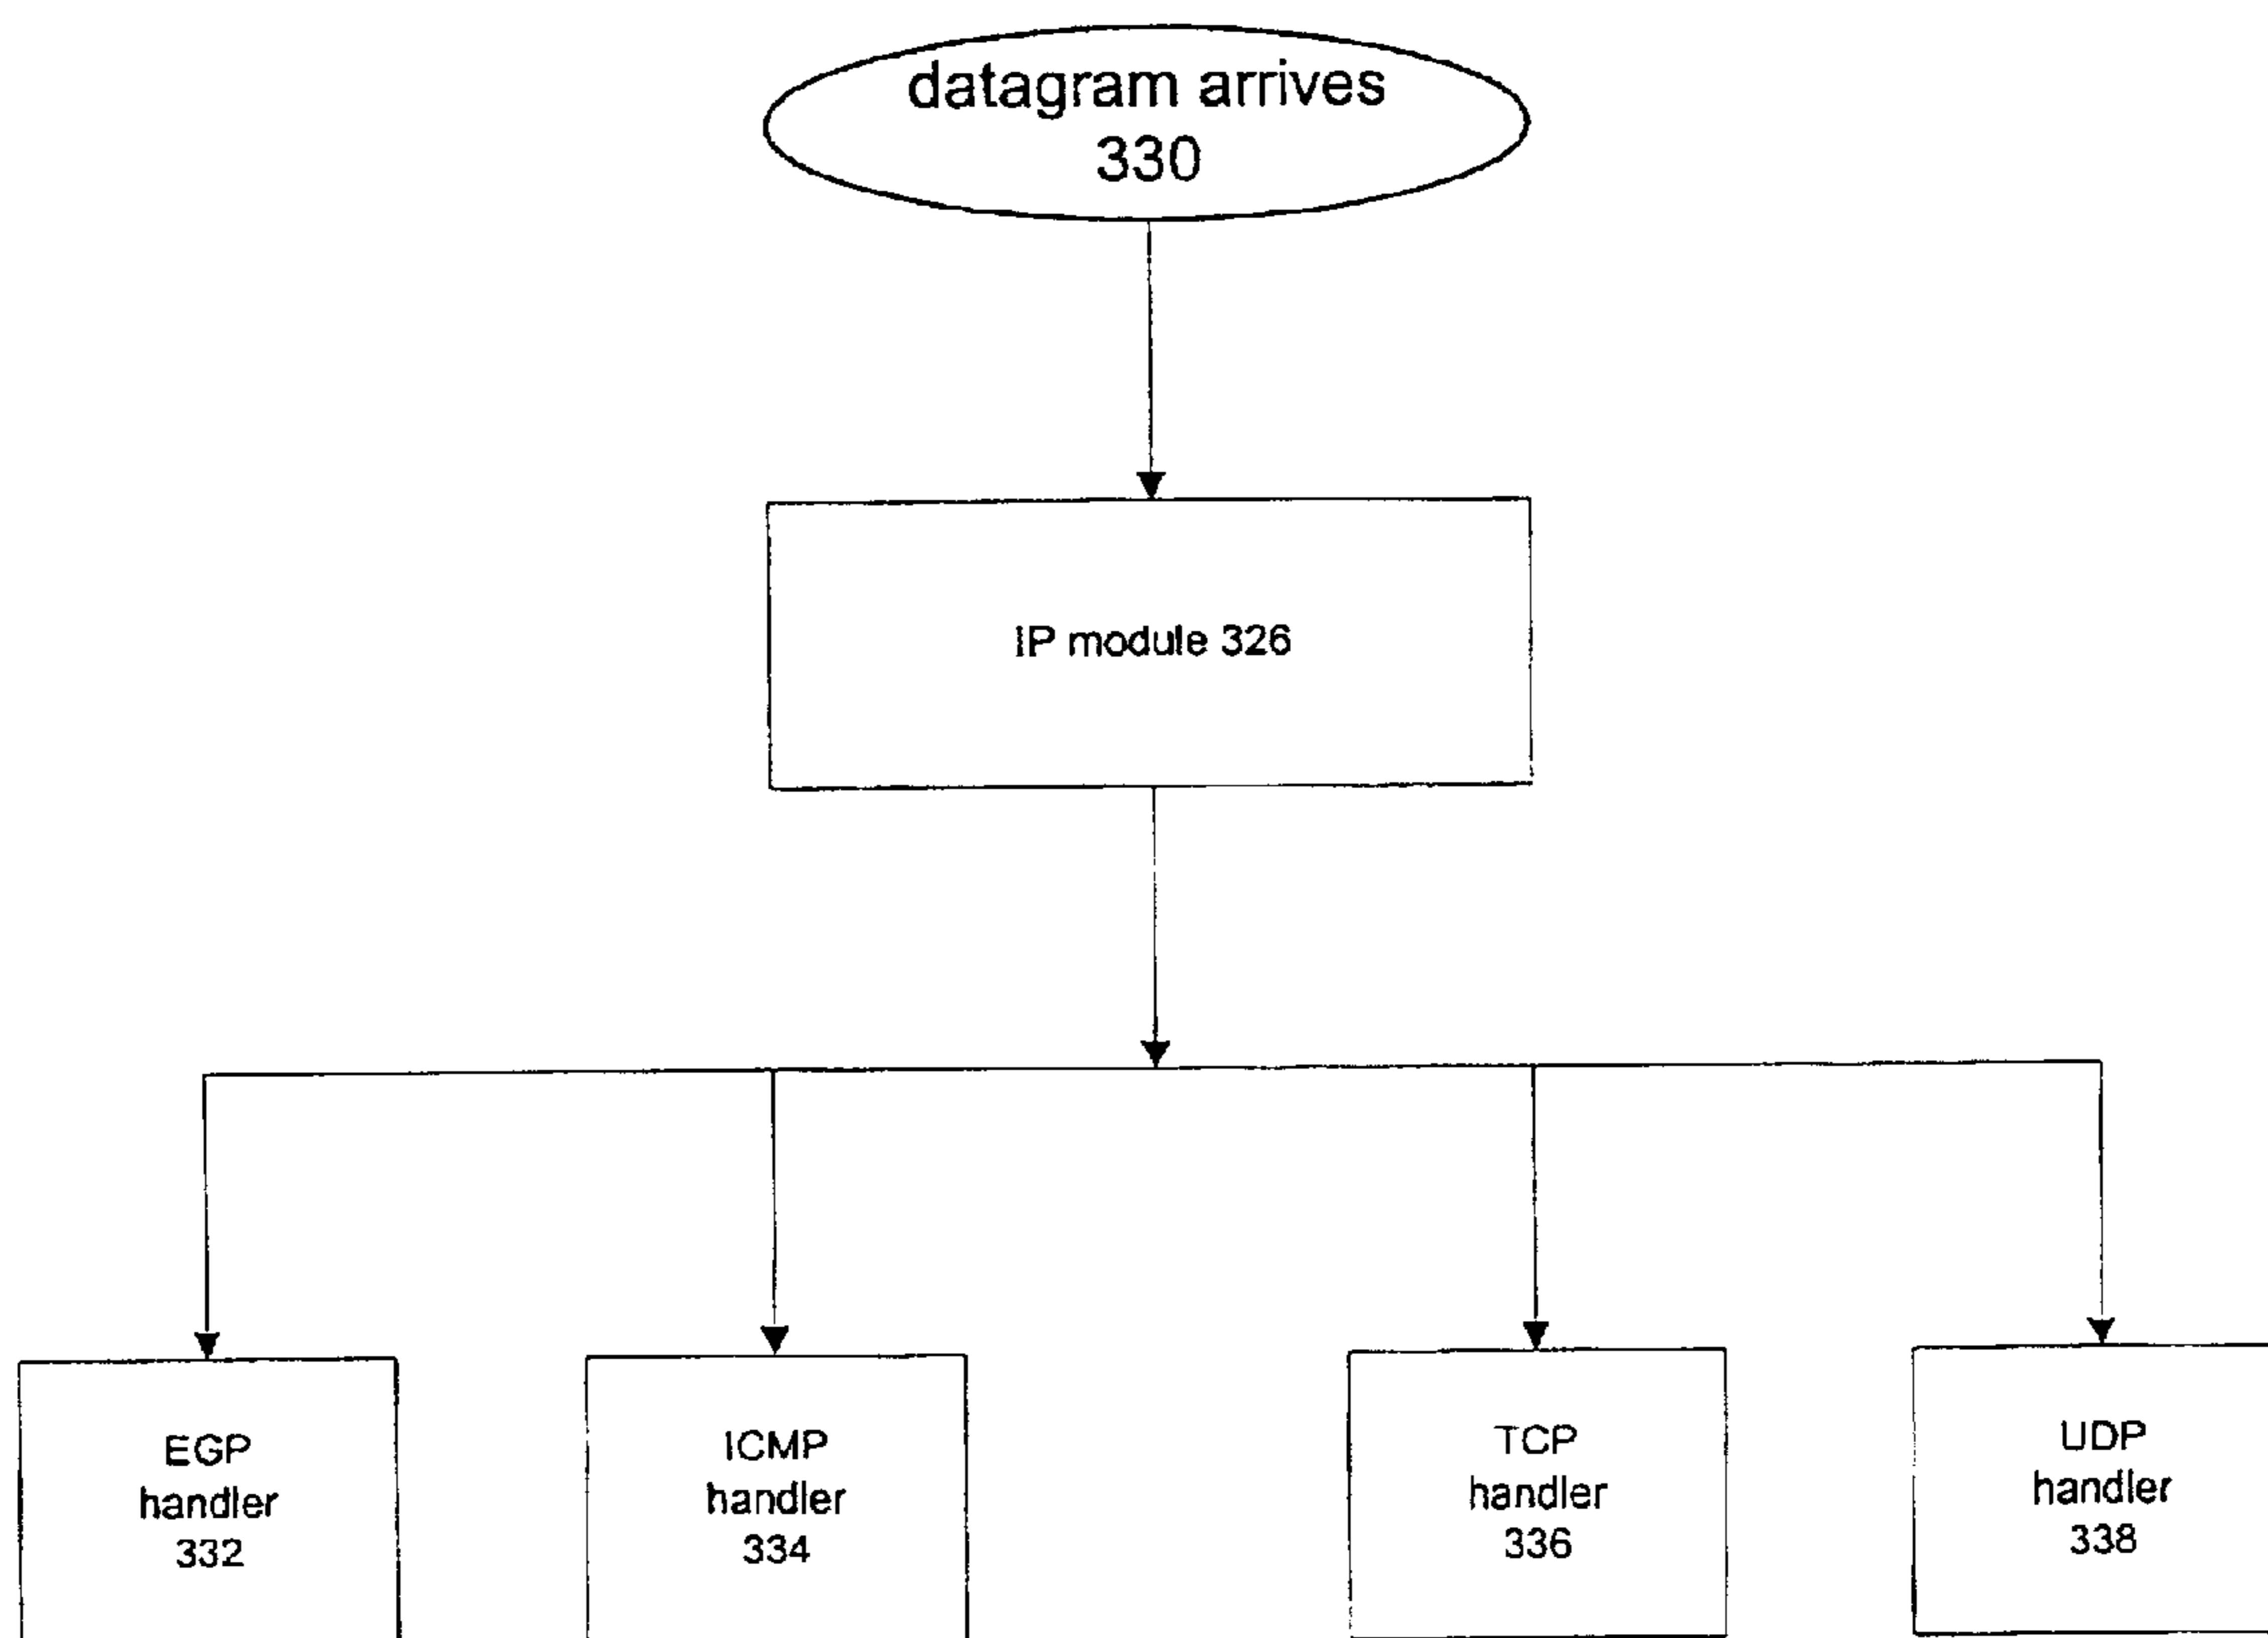 datagram arrives
330
IP module 326
EGP
handler
332
ICMP
handler
334
TCP
handler
336
UDP
handler
338